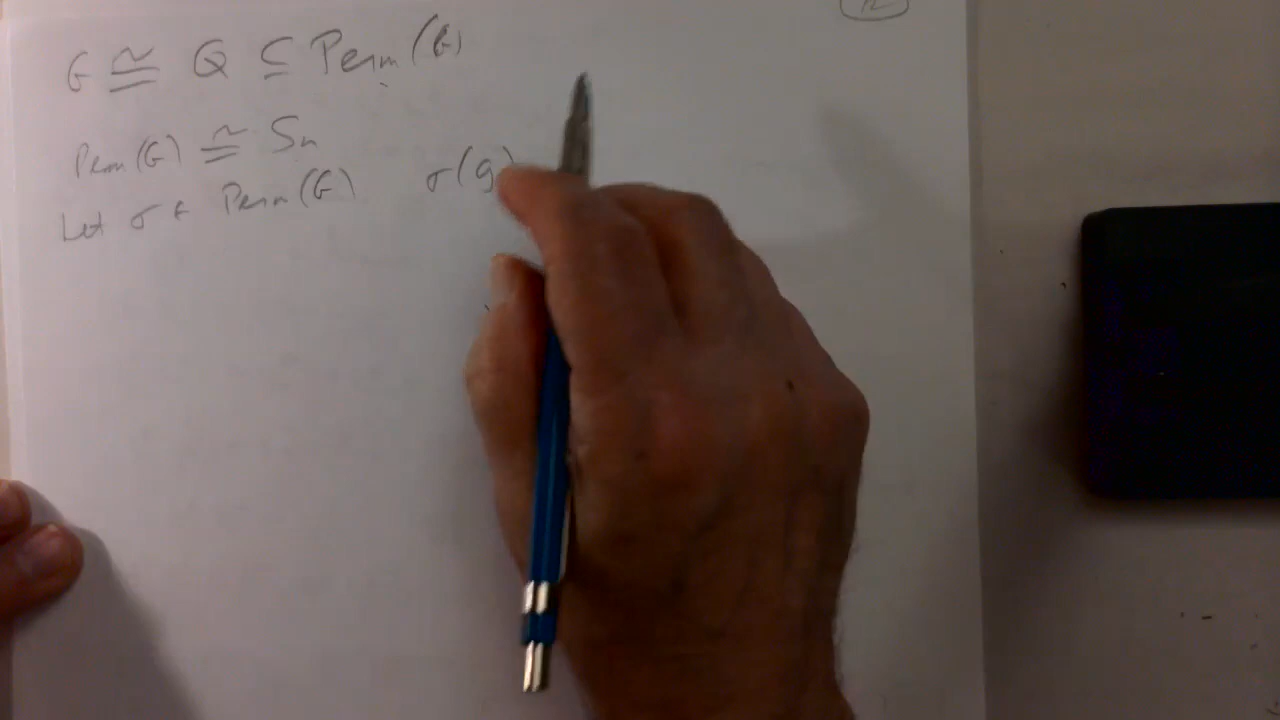 G ≅ Q ⊆ Perm(G)
Perm(G) ≅ Sn
Let σ ∈ Perm(G) σ(g)